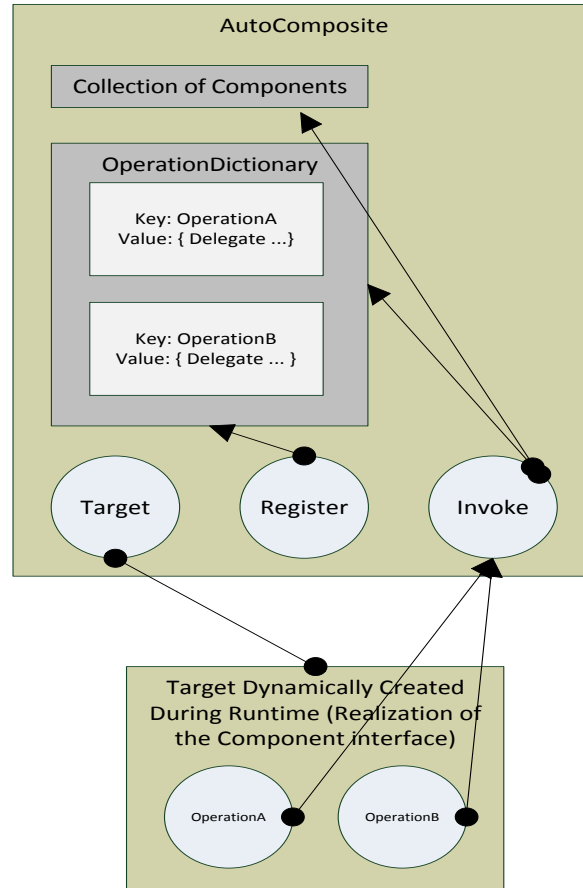 AutoComposite
Collection of Components
OperationDictionary
Key: OperationA
Value: { Delegate ...}
Key: OperationB
Value: { Delegate ... }
Target
Register
Invoke
Target Dynamically Created
During Runtime (Realization of
the Component interface)
OperationA
OperationB